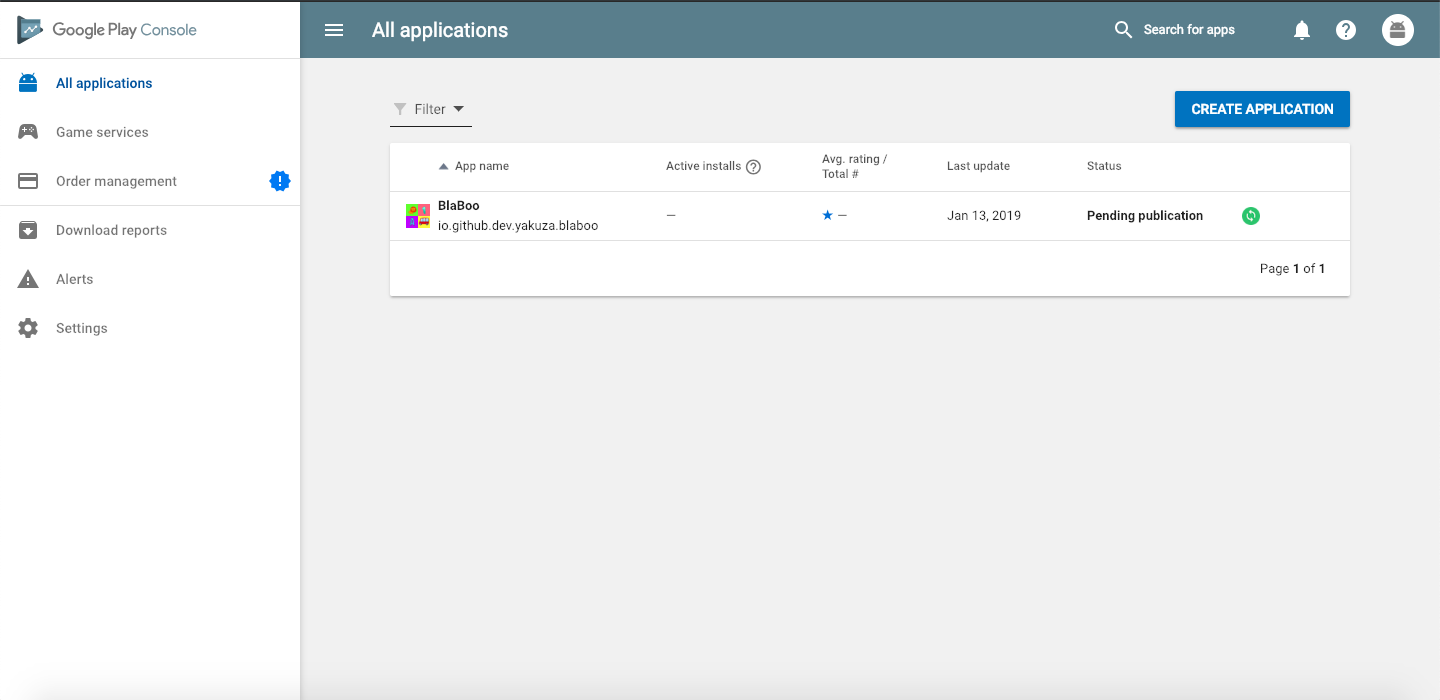 Google Play Console
All applications
Search for apps
All applications
Game services
Order management
Download reports
Alerts
Settings
Filter
CREATE APPLICATION
App name
Active installs
Avg. rating /
Total #
Last update
Status
BlaBoo
io.github.dev.yakuza.blaboo
–
–
Jan 13, 2019
Pending publication
Page 1 of 1